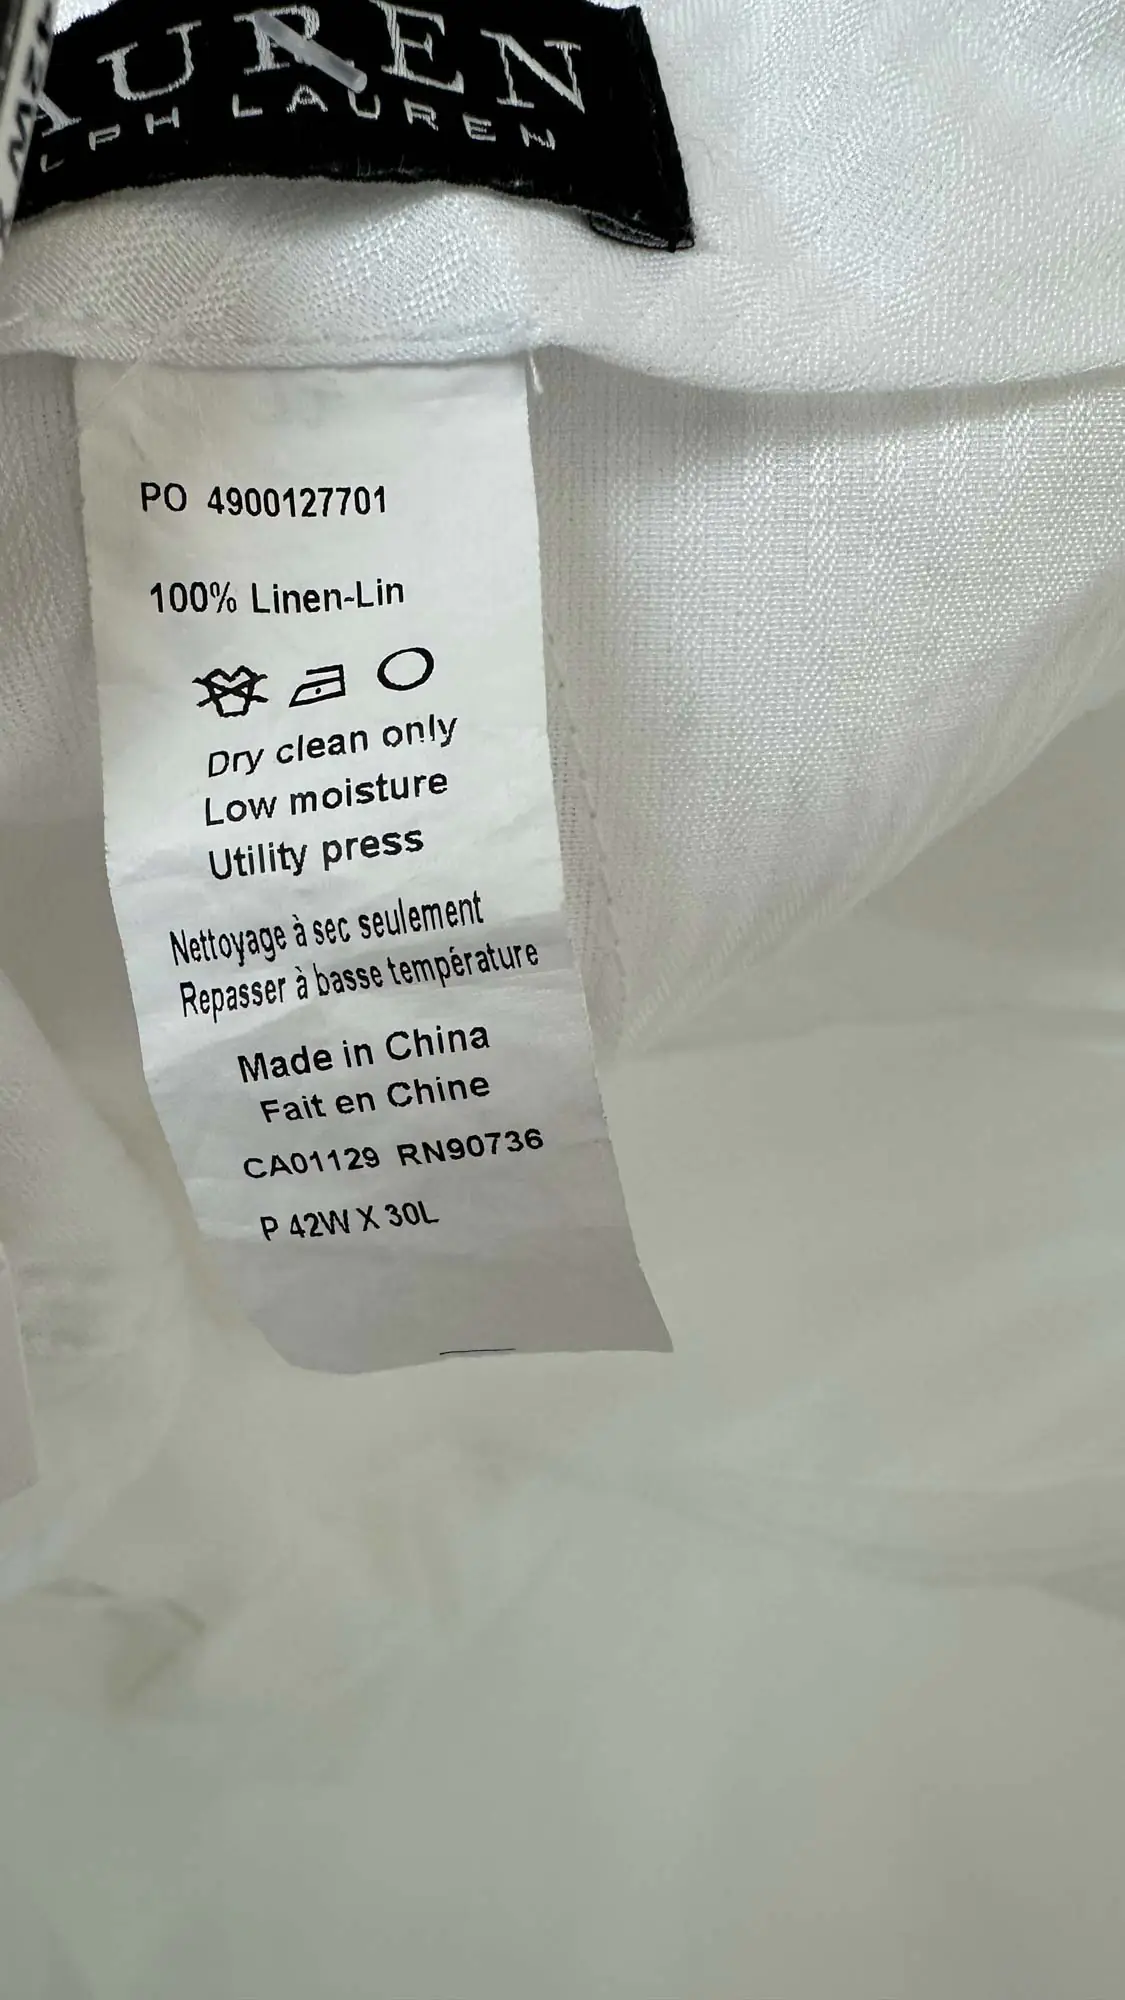 AUREN
LPH LAUREN
PO 4900127701
100% Linen-Lin
Dry clean only
Low moisture
Utility press
Nettoyage à sec seulement
Repasser à basse température
Made in China
Fait en Chine
CA01129 RN90736
P 42W X 30L